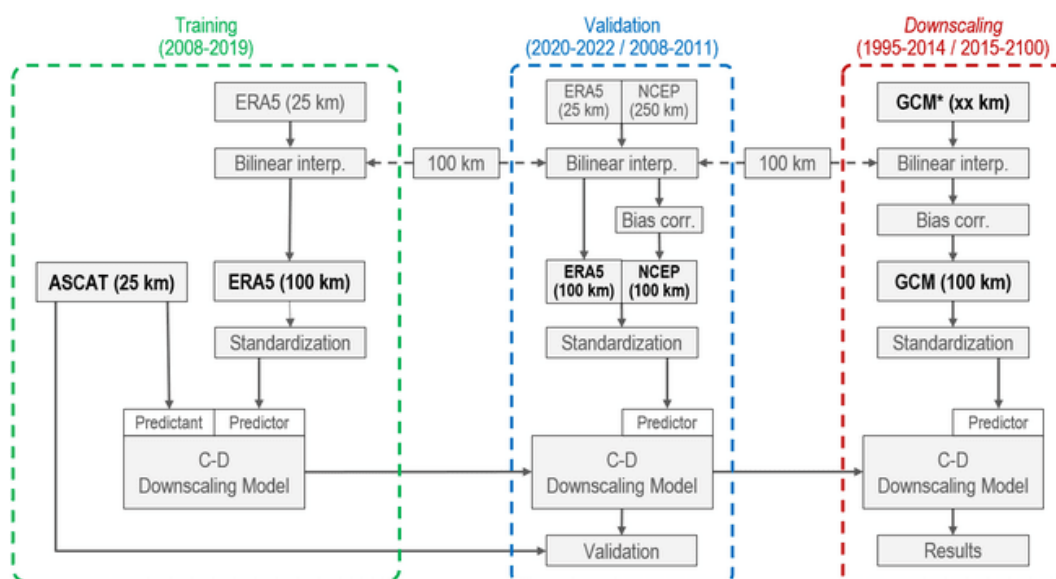 Training
(2008-2019)
ERA5 (25 km)
Bilinear interp.
ASCAT (25 km)
ERA5 (100 km)
Standardization
Predictant
Predictor
C-D
Downscaling Model
100 km
Validation
(2020-2022 / 2008-2011)
ERA5
(25 km)
NCEP
(250 km)
Bilinear interp.
Bias corr.
ERA5
(100 km)
NCEP
(100 km)
Standardization
Predictor
C-D
Downscaling Model
Validation
100 km
Downscaling
(1995-2014 / 2015-2100)
GCM* (xx km)
Bilinear interp.
Bias corr.
GCM (100 km)
Standardization
Predictor
C-D
Downscaling Model
Results